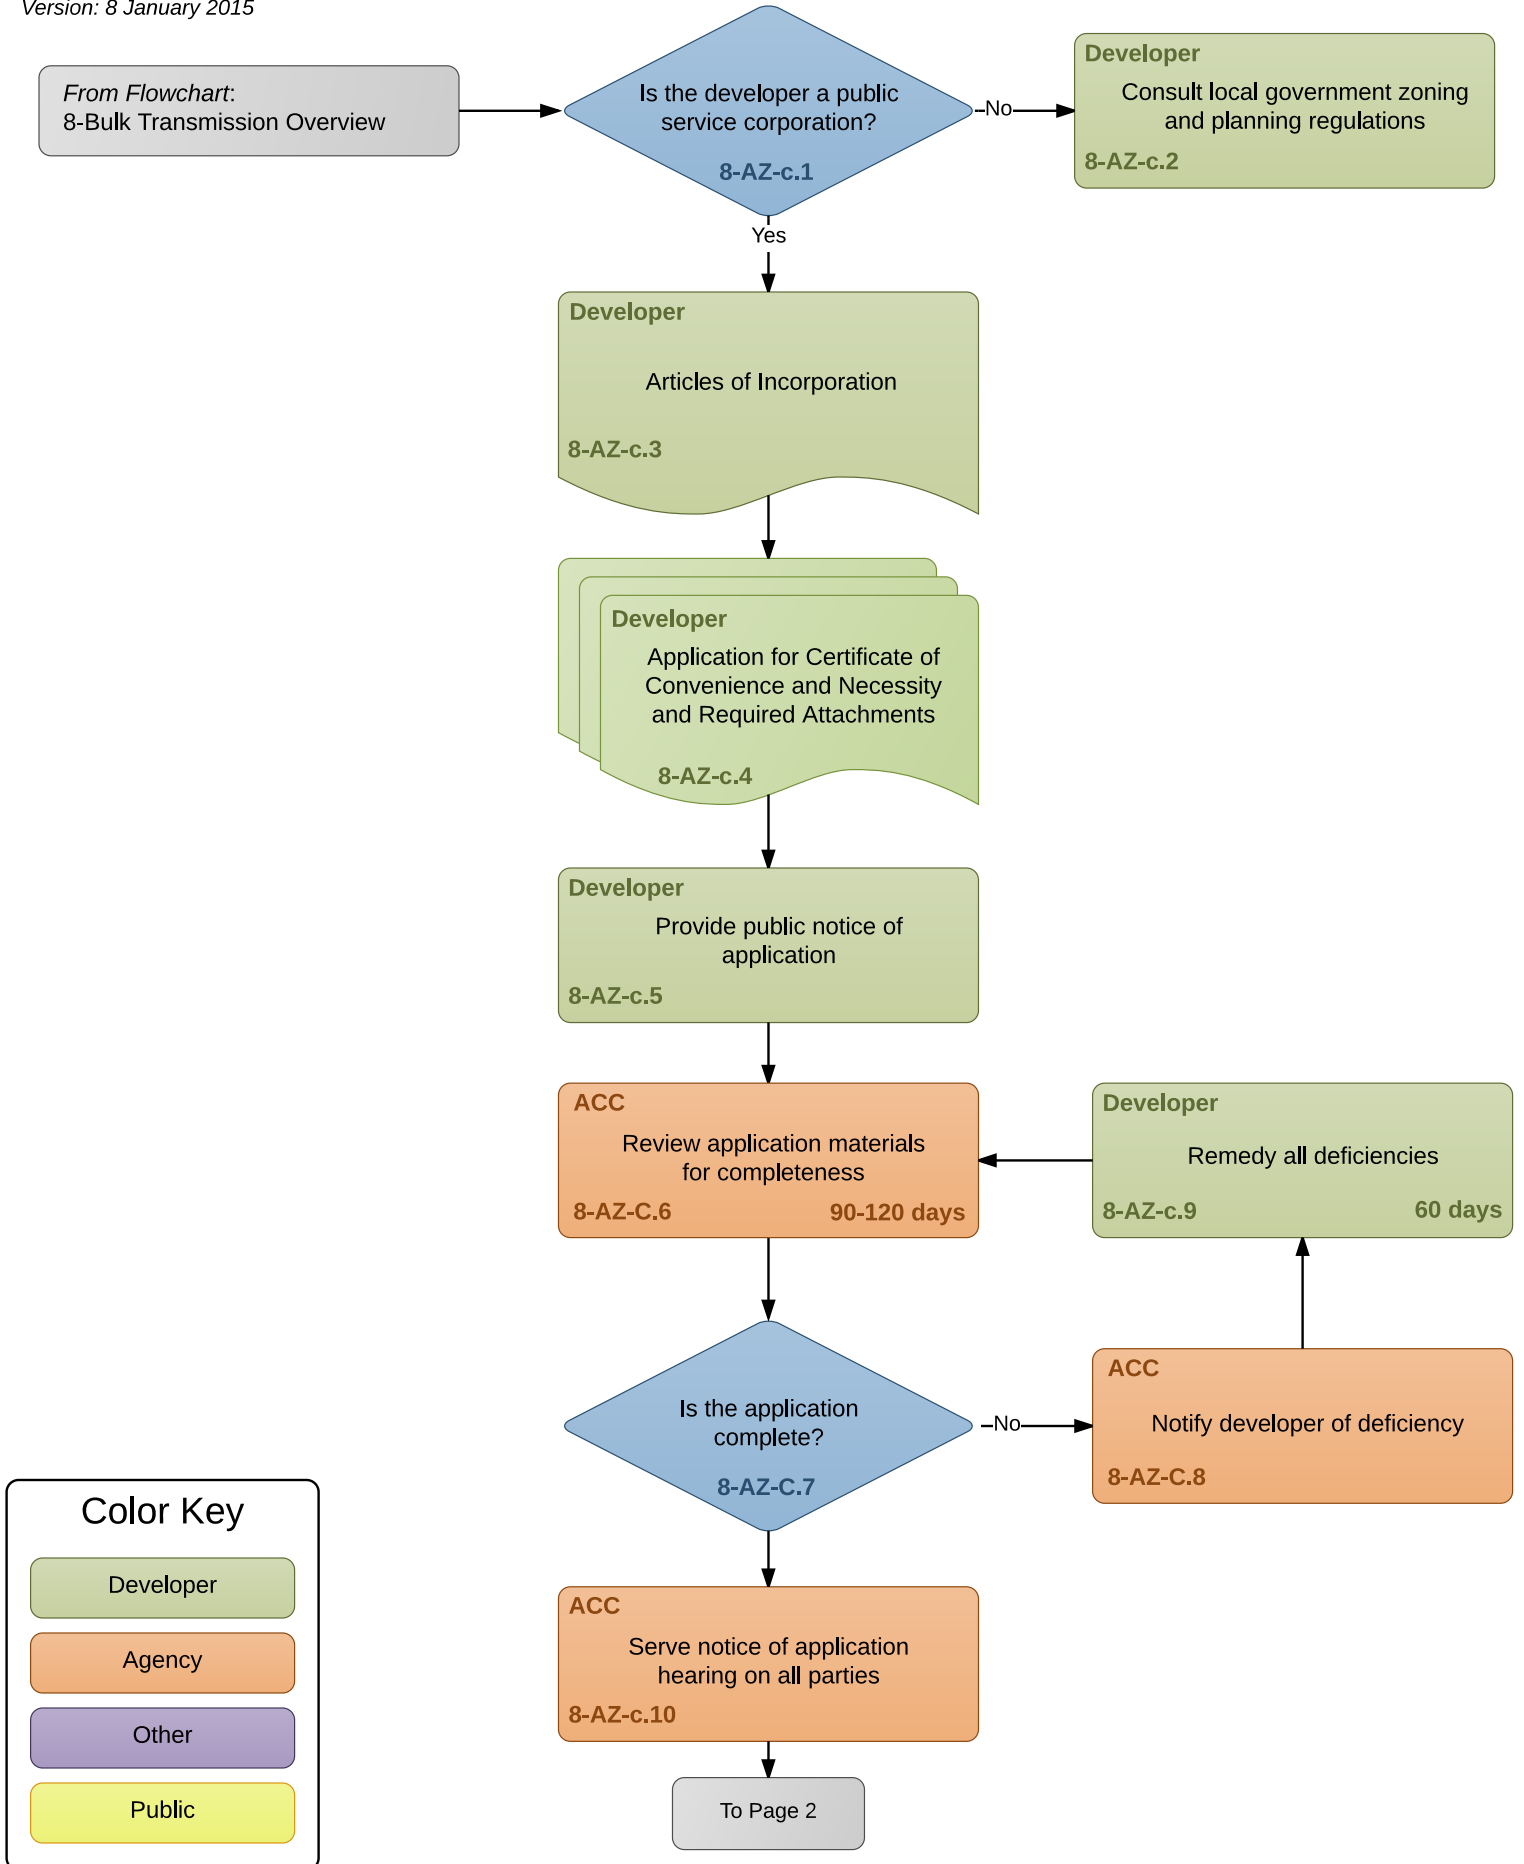 Version: 8 January 2015
From Flowchart:
8-Bulk Transmission Overview
Is the developer a public
service corporation?
8-AZ-c.1
No
Developer
Consult local government zoning
and planning regulations
8-AZ-c.2
Yes
Developer
Articles of Incorporation
8-AZ-c.3
Developer
Application for Certificate of
Convenience and Necessity
and Required Attachments
8-AZ-c.4
Developer
Provide public notice of
application
8-AZ-c.5
ACC
Review application materials
for completeness
8-AZ-C.6
90-120 days
Developer
Remedy all deficiencies
8-AZ-c.9
60 days
Is the application
complete?
8-AZ-C.7
No
ACC
Notify developer of deficiency
8-AZ-C.8
ACC
Serve notice of application
hearing on all parties
8-AZ-c.10
To Page 2
Color Key
Developer
Agency
Other
Public